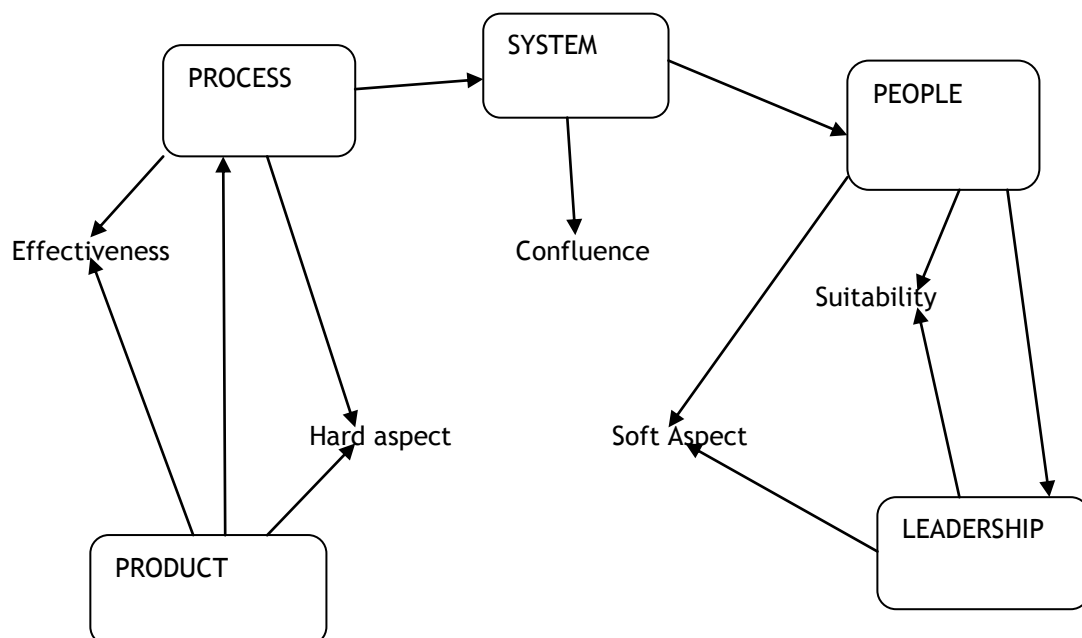 SYSTEM
PROCESS
PEOPLE
Effectiveness
Confluence
Suitability
Hard aspect
Soft Aspect
LEADERSHIP
PRODUCT